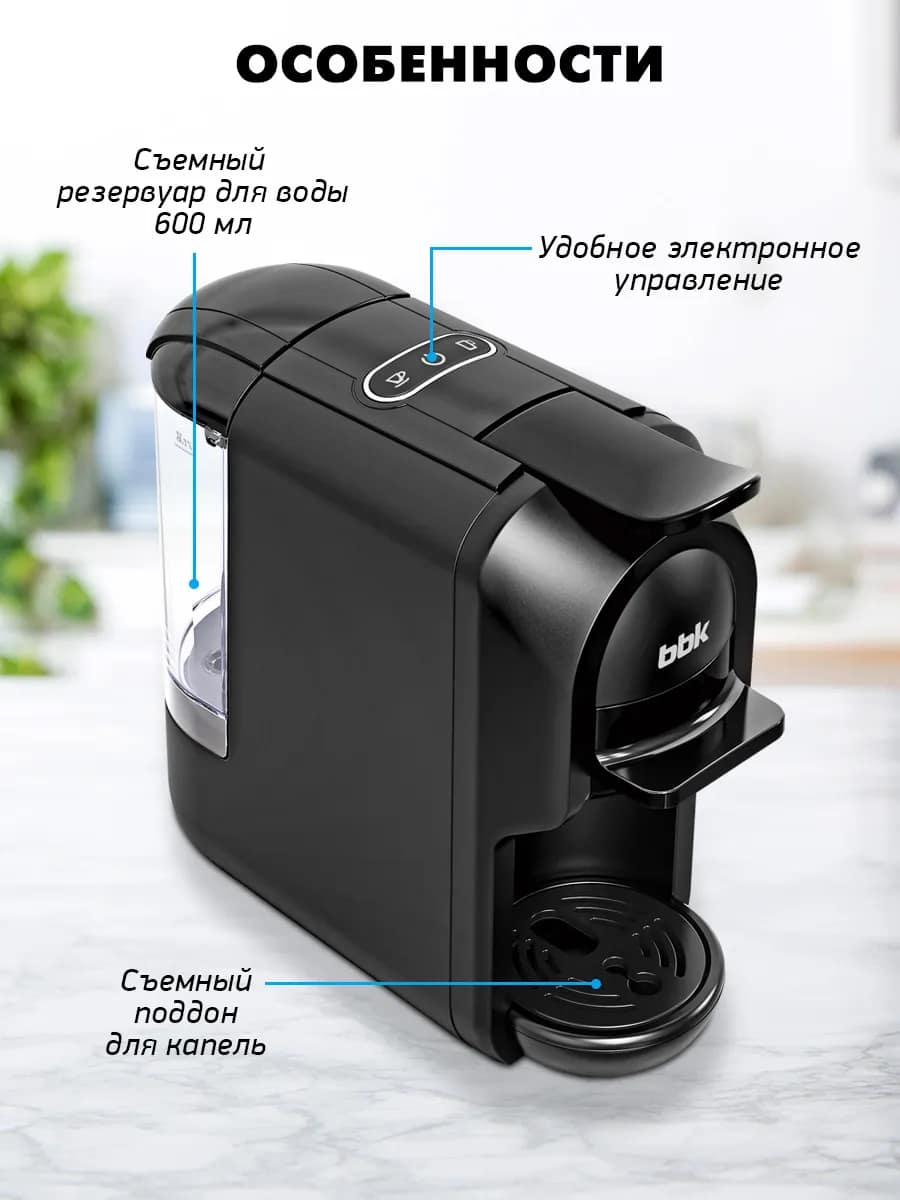 ОСОБЕННОСТИ
Съемный
резервуар для воды
600 мл
Удобное электронное
управление
bbk
Съемный
поддон
для капель